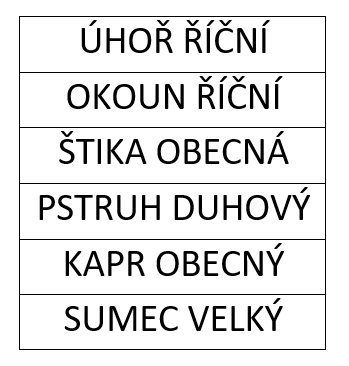 ÚHOŘ ŘÍČNÍ
OKOUN ŘÍČNÍ
ŠTIKA OBECNÁ
PSTRUH DUHOVÝ
KAPR OBECNÝ
SUMEC VELKÝ